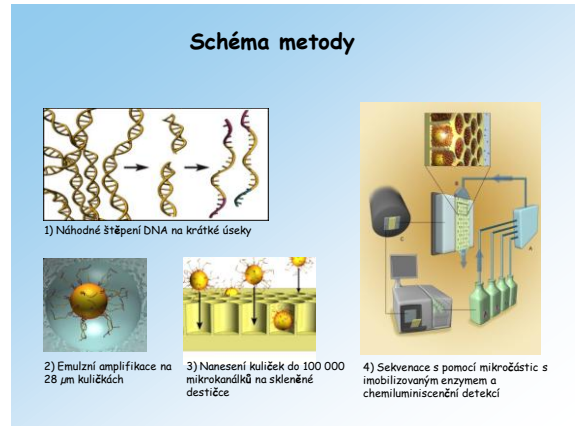 Schéma metody
1) Náhodné štěpení DNA na krátké úseky
2) Emulzní amplifikace na
28 µm kuličkách
3) Nanesení kuliček do 100 000
mikrokanálků na skleněné
destičce
4) Sekvenace s pomocí mikročástic s
imobilizovaným enzymem a
chemiluminiscenční detekcí
A
B
C